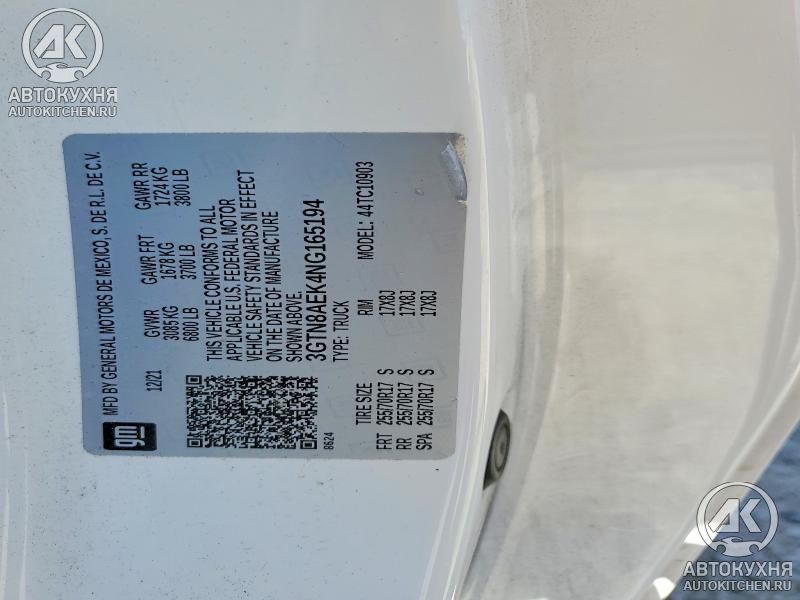 АК
АВТОКУХНЯ
AUTOKITCHEN.RU
gm
MFD BY GENERAL MOTORS DE MEXICO, S. DE R.L. DE C.V.
12/21
GVWR GAWR FRT GAWR RR
3085 KG 1678 KG 1724 KG
6800 LB 3700 LB 3800 LB
THIS VEHICLE CONFORMS TO ALL
APPLICABLE U.S. FEDERAL MOTOR
VEHICLE SAFETY STANDARDS IN EFFECT
ON THE DATE OF MANUFACTURE
SHOWN ABOVE.
3GTN8AEK4NG165194
TYPE: TRUCK MODEL: 44TC10903
8624
TIRE SIZE RIM
FRT 255/70R17 S 17X8J
RR 255/70R17 S 17X8J
SPA 255/70R17 S 17X8J
АК
АВТОКУХНЯ
AUTOKITCHEN.RU